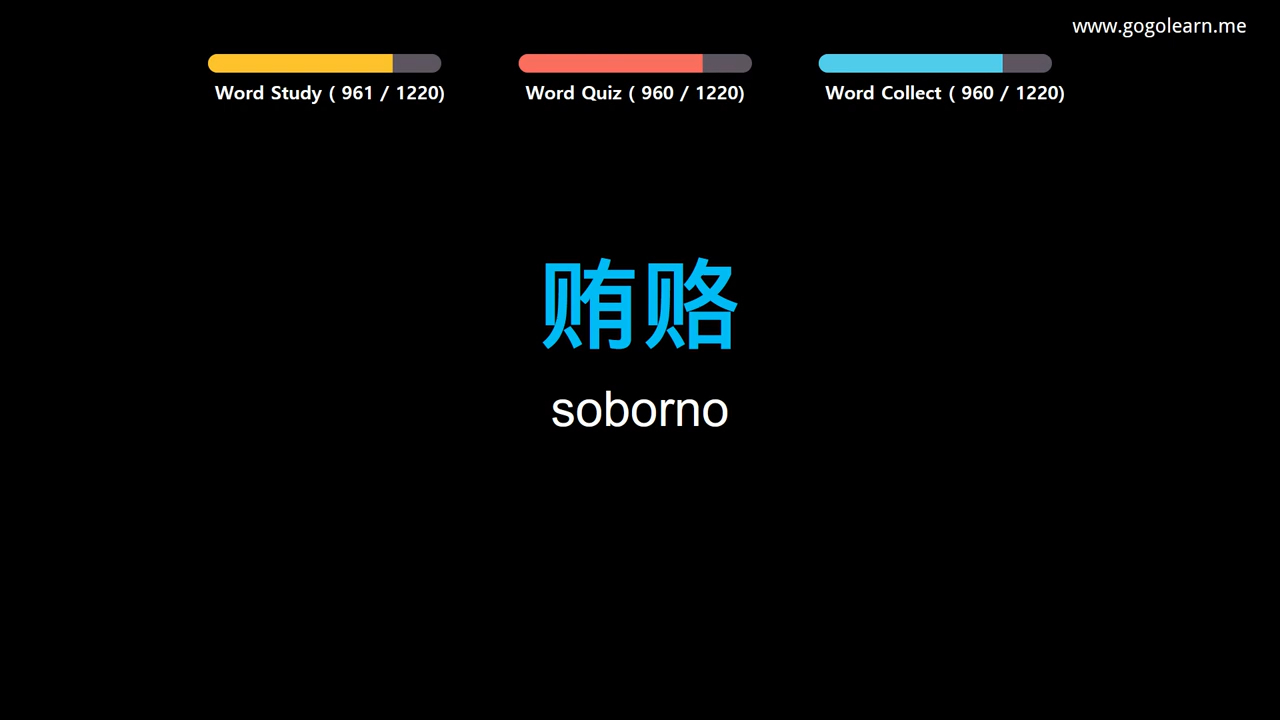 www.gogolearn.me
Word Study ( 961 / 1220)
Word Quiz ( 960 / 1220)
Word Collect ( 960 / 1220)
贿赂
soborno